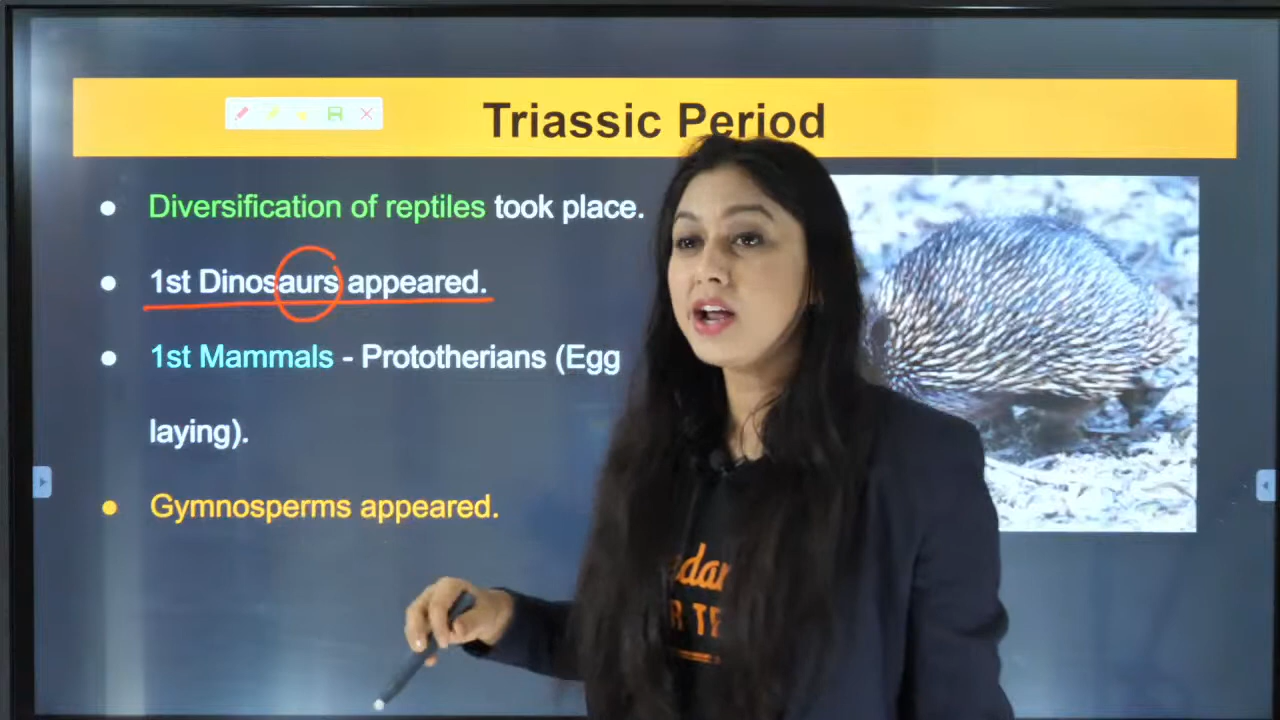 Triassic Period
Diversification of reptiles took place.
1st Dinosaurs appeared.
1st Mammals - Prototherians (Egg
laying).
Gymnosperms appeared.